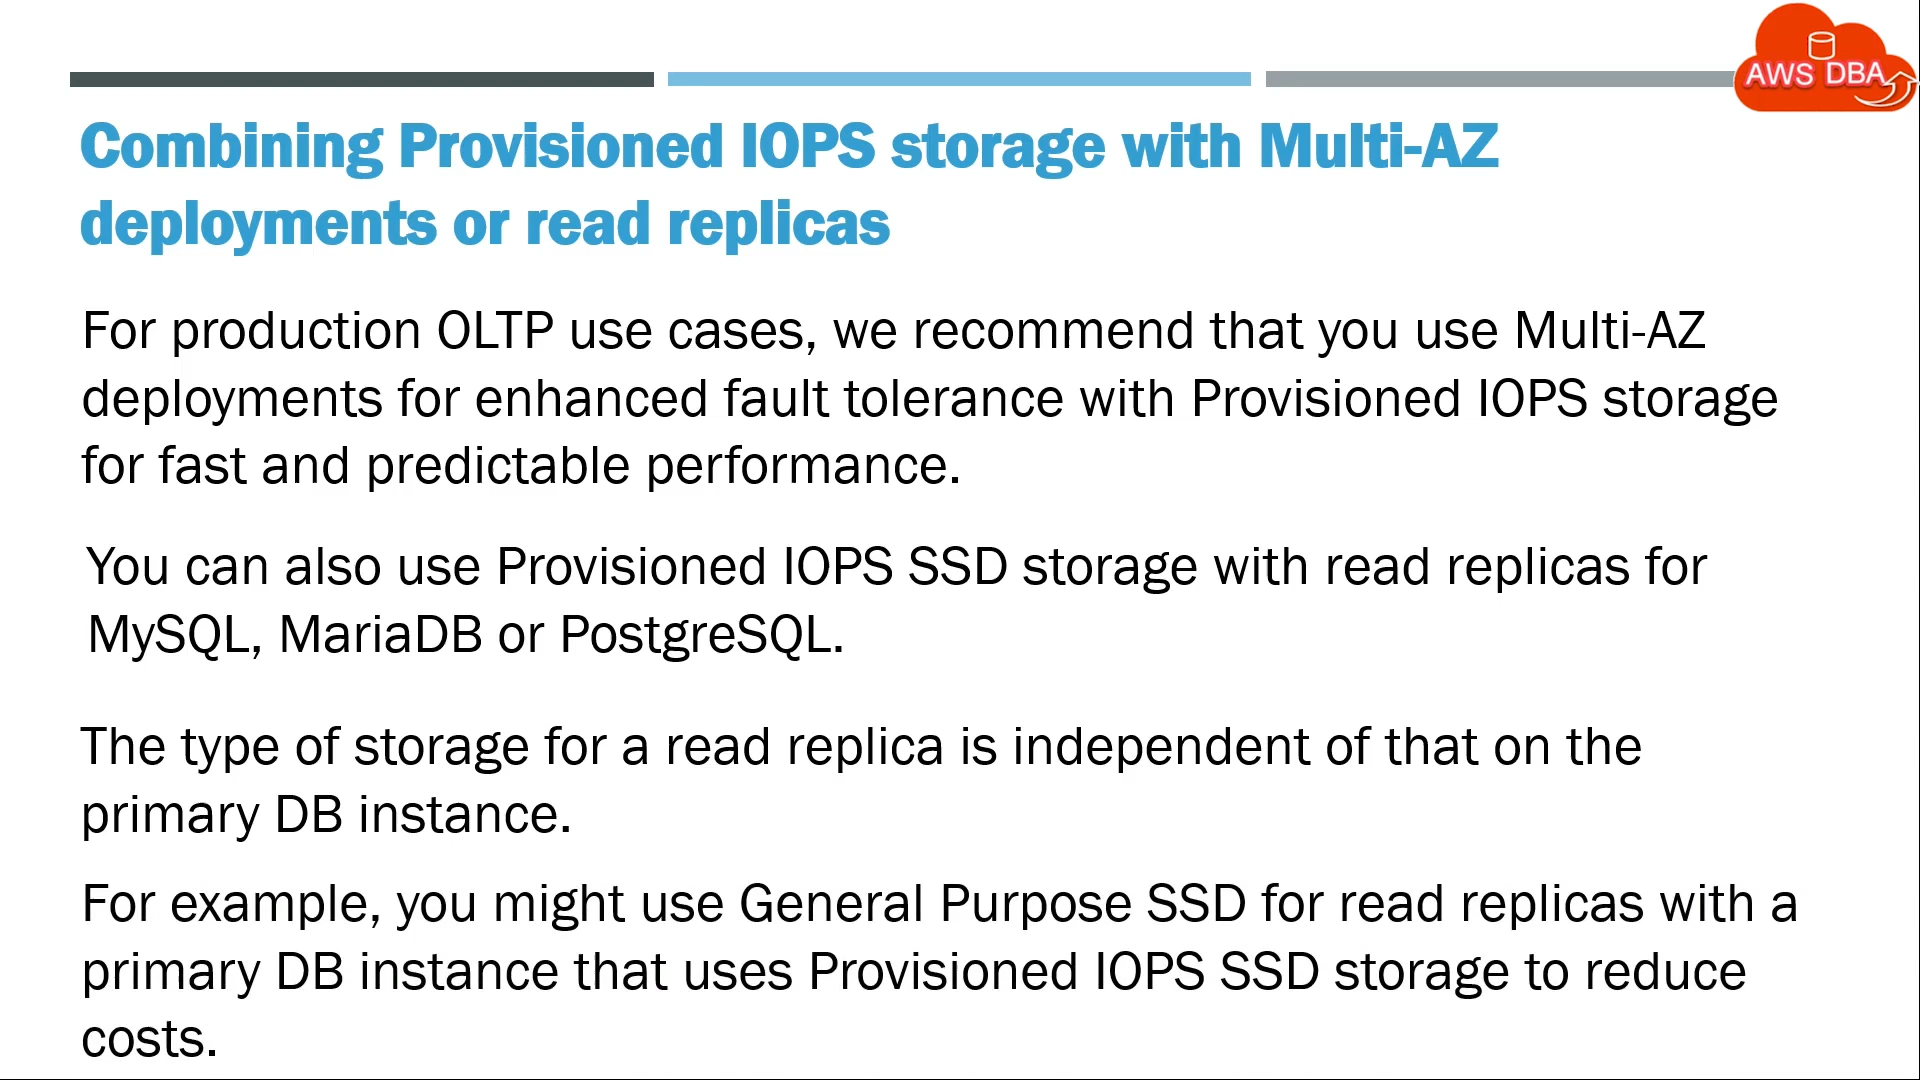 AWS DBA
Combining Provisioned IOPS storage with Multi-AZ
deployments or read replicas
For production OLTP use cases, we recommend that you use Multi-AZ
deployments for enhanced fault tolerance with Provisioned IOPS storage
for fast and predictable performance.
You can also use Provisioned IOPS SSD storage with read replicas for
MySQL, MariaDB or PostgreSQL.
The type of storage for a read replica is independent of that on the
primary DB instance.
For example, you might use General Purpose SSD for read replicas with a
primary DB instance that uses Provisioned IOPS SSD storage to reduce
costs.